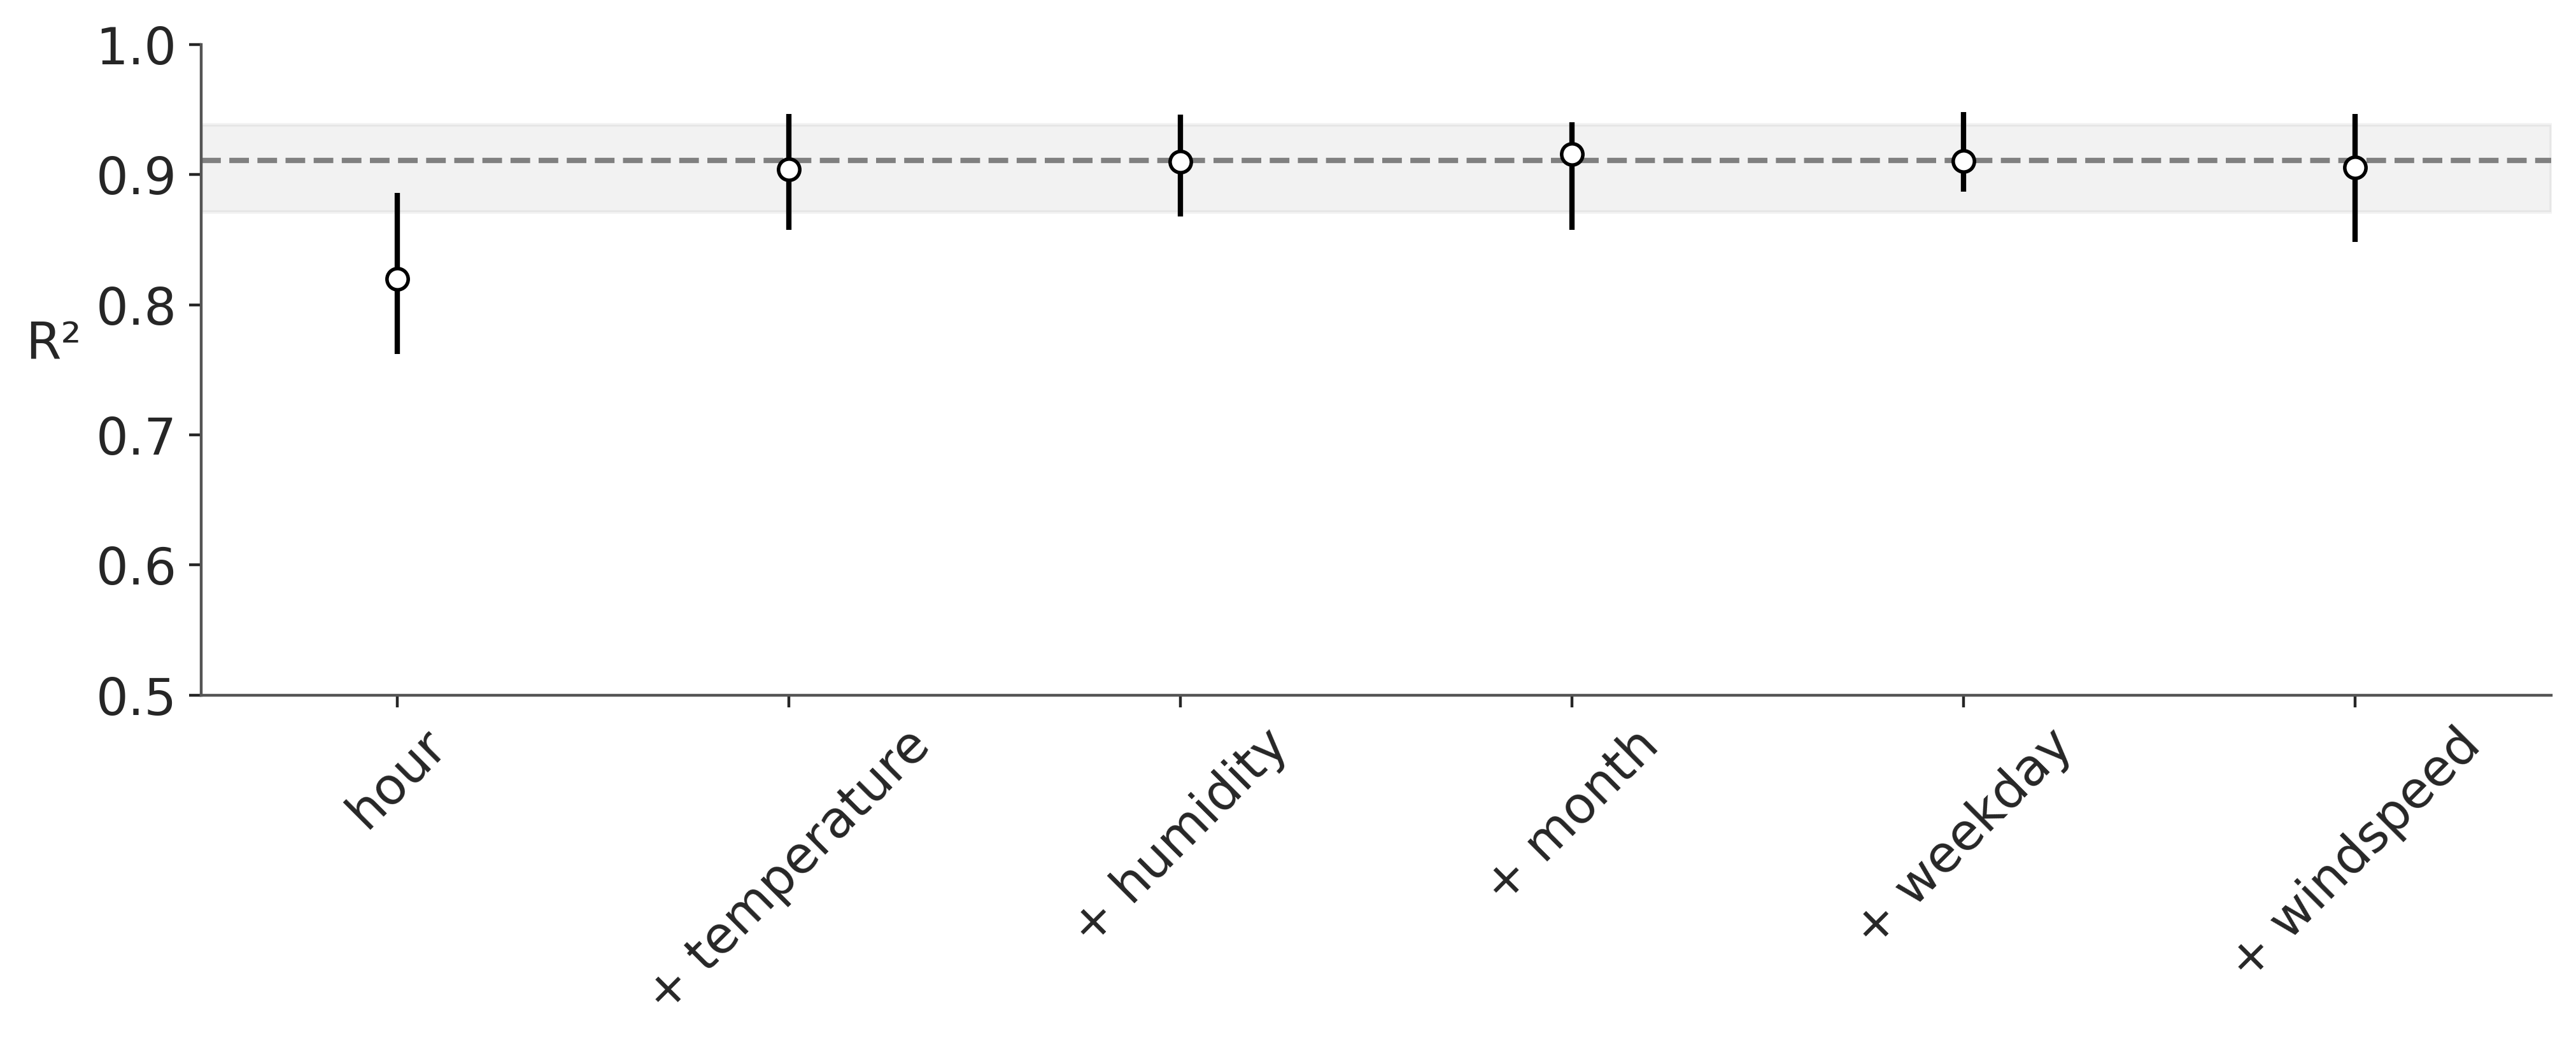 1.0
0.9
0.8
0.7
0.6
0.5
R²
hour
+ temperature
+ humidity
+ month
+ weekday
+ windspeed